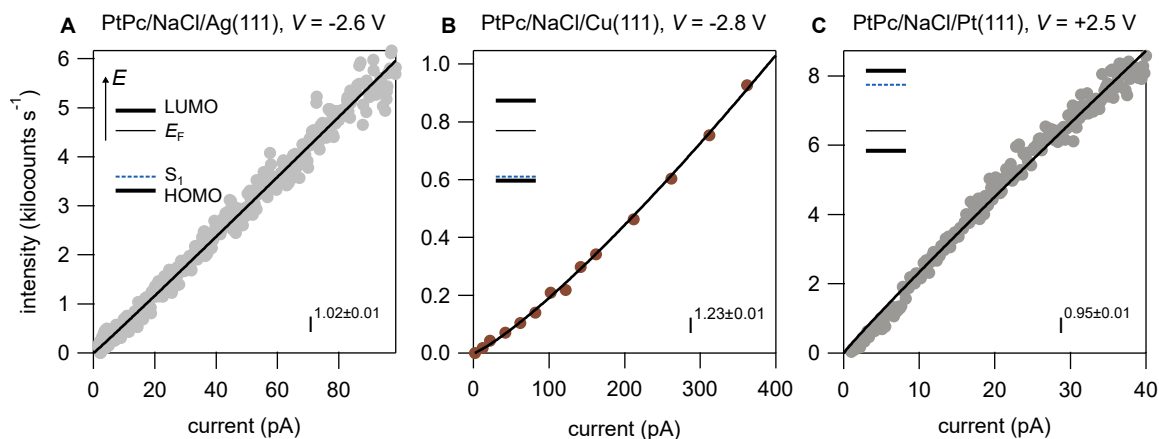 A PtPc/NaCl/Ag(111), V = -2.6 V
intensity (kilocounts s⁻¹)
6
5
4
3
2
1
0
E
LUMO
E_F
S₁
HOMO
I^1.02±0.01
0 20 40 60 80
current (pA)
B PtPc/NaCl/Cu(111), V = -2.8 V
1.0
0.8
0.6
0.4
0.2
0.0
I^1.23±0.01
0 100 200 300 400
current (pA)
C PtPc/NaCl/Pt(111), V = +2.5 V
8
6
4
2
0
I^0.95±0.01
0 10 20 30 40
current (pA)